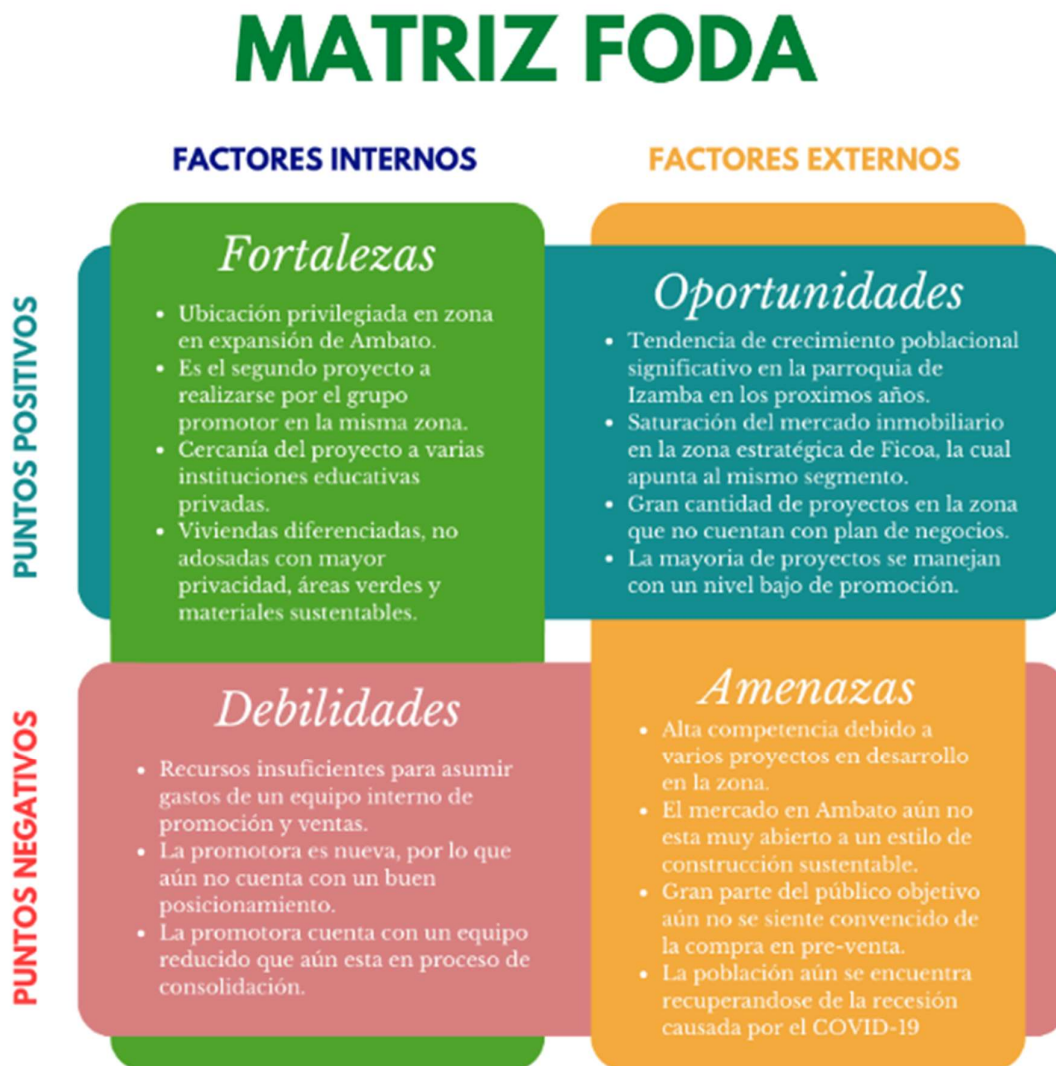 MATRIZ FODA
FACTORES INTERNOS
FACTORES EXTERNOS
PUNTOS POSITIVOS
Fortalezas
• Ubicación privilegiada en zona
en expansión de Ambato.
• Es el segundo proyecto a
realizarse por el grupo
promotor en la misma zona.
• Cercanía del proyecto a varias
instituciones educativas
privadas.
• Viviendas diferenciadas, no
adosadas con mayor
privacidad, áreas verdes y
materiales sustentables.
Oportunidades
• Tendencia de crecimiento poblacional
significativo en la parroquia de
Izamba en los proximos años.
• Saturación del mercado inmobiliario
en la zona estratégica de Ficoa, la cual
apunta al mismo segmento.
• Gran cantidad de proyectos en la zona
que no cuentan con plan de negocios.
• La mayoria de proyectos se manejan
con un nivel bajo de promoción.
PUNTOS NEGATIVOS
Debilidades
• Recursos insuficientes para asumir
gastos de un equipo interno de
promoción y ventas.
• La promotora es nueva, por lo que
aún no cuenta con un buen
posicionamiento.
• La promotora cuenta con un equipo
reducido que aún esta en proceso de
consolidación.
Amenazas
• Alta competencia debido a
varios proyectos en desarrollo
en la zona.
• El mercado en Ambato aún no
esta muy abierto a un estilo de
construcción sustentable.
• Gran parte del público objetivo
aún no se siente convencido de
la compra en pre-venta.
• La población aún se encuentra
recuperandose de la recesión
causada por el COVID-19